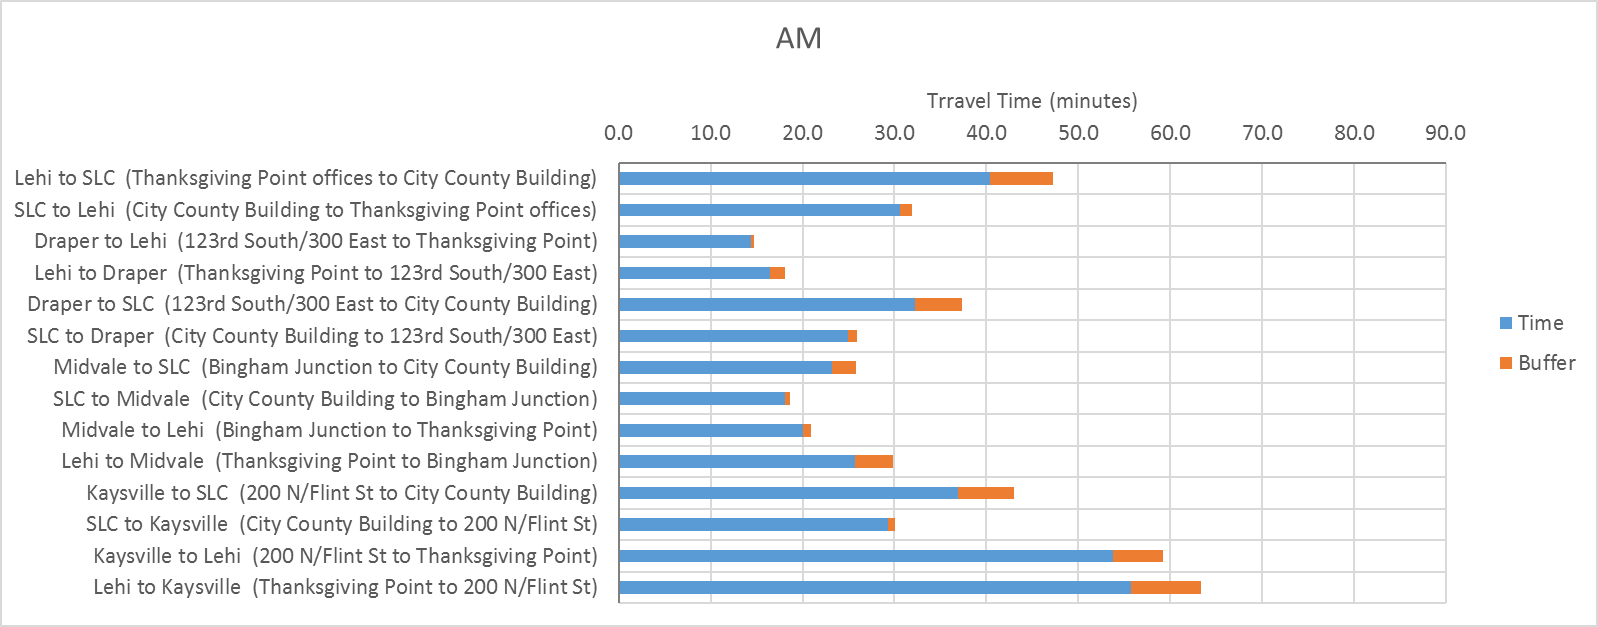 AM
Trravel Time (minutes)
0.0 10.0 20.0 30.0 40.0 50.0 60.0 70.0 80.0 90.0
Lehi to SLC (Thanksgiving Point offices to City County Building)
SLC to Lehi (City County Building to Thanksgiving Point offices)
Draper to Lehi (123rd South/300 East to Thanksgiving Point)
Lehi to Draper (Thanksgiving Point to 123rd South/300 East)
Draper to SLC (123rd South/300 East to City County Building)
SLC to Draper (City County Building to 123rd South/300 East)
Midvale to SLC (Bingham Junction to City County Building)
SLC to Midvale (City County Building to Bingham Junction)
Midvale to Lehi (Bingham Junction to Thanksgiving Point)
Lehi to Midvale (Thanksgiving Point to Bingham Junction)
Kaysville to SLC (200 N/Flint St to City County Building)
SLC to Kaysville (City County Building to 200 N/Flint St)
Kaysville to Lehi (200 N/Flint St to Thanksgiving Point)
Lehi to Kaysville (Thanksgiving Point to 200 N/Flint St)
Time
Buffer